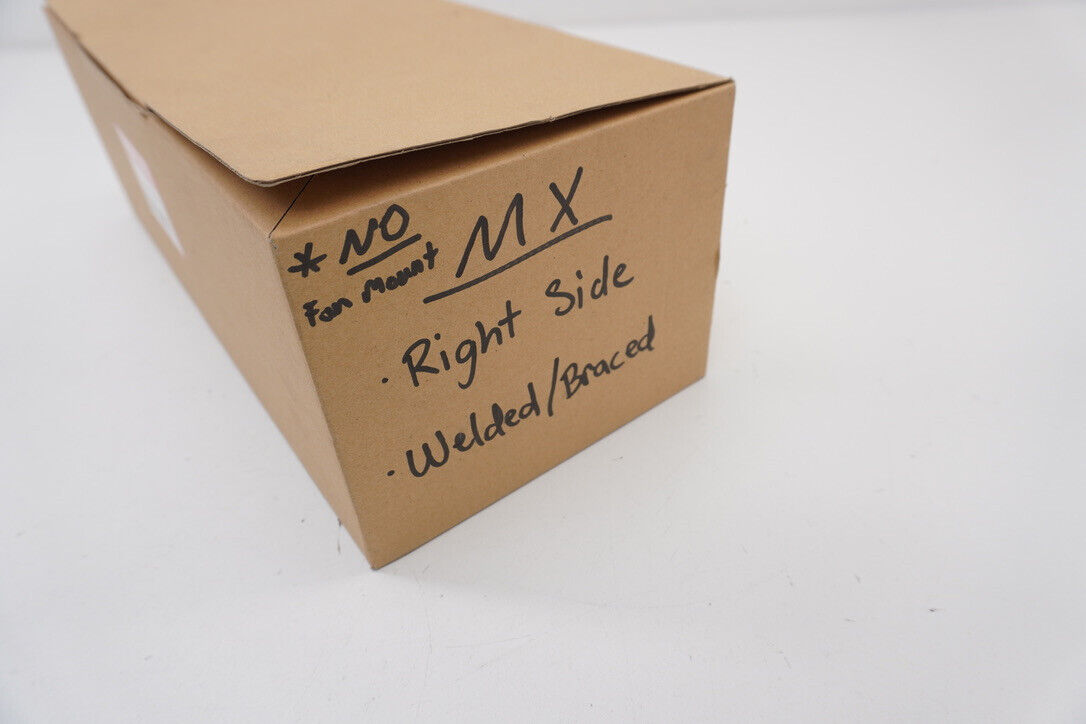 * NO
Fan Mount
MX
· Right Side
· Welded/Braced